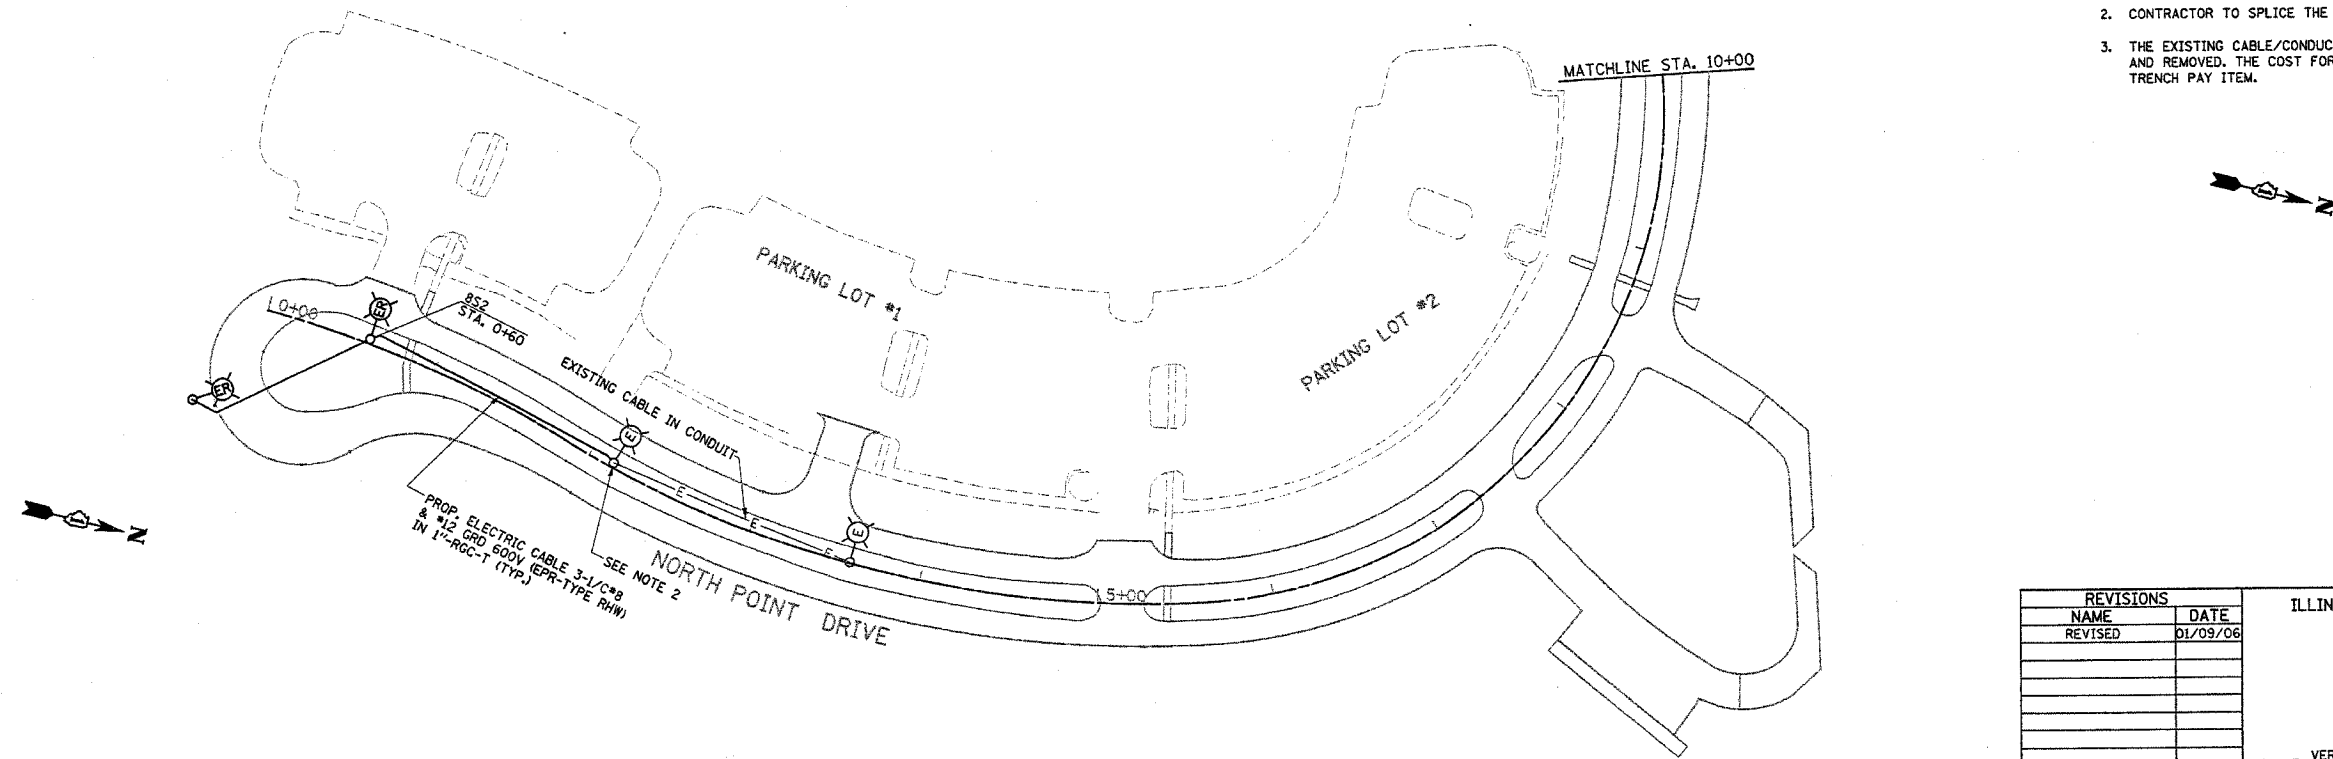 2. CONTRACTOR TO SPLICE THE
3. THE EXISTING CABLE/CONDUC
AND REMOVED. THE COST FOR
TRENCH PAY ITEM.
MATCHLINE STA. 10+00
N
PARKING LOT #1
PARKING LOT #2
0+00
ER
852
STA. 0+60
ER
EXISTING CABLE IN CONDUIT
E
E
E
E
E
PROP. ELECTRIC CABLE 3-1/C#8
& #12 GRD 600V (EPR-TYPE RHW)
IN 1"-RGC-T (TYP.)
SEE NOTE 2
NORTH POINT DRIVE
5+00
N
REVISIONS
NAME DATE
REVISED 01/09/06
ILLIN
VER